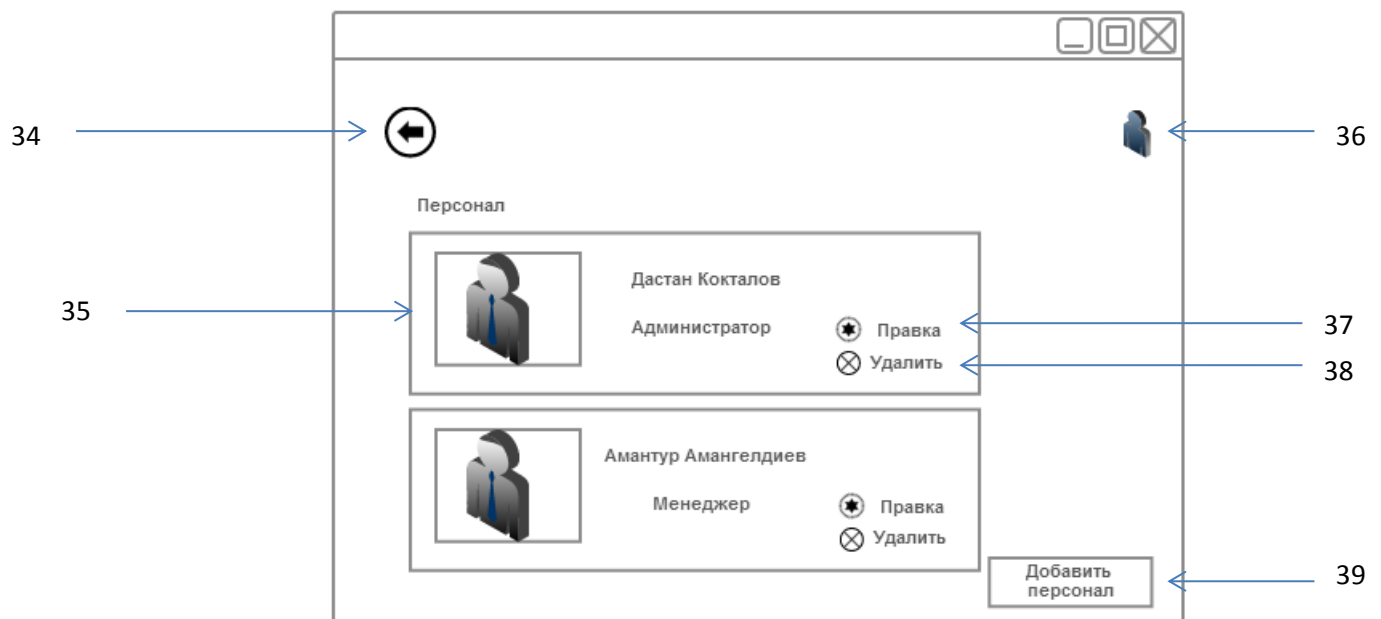 34
36
Персонал
35
Дастан Кокталов
Администратор
Правка
37
Удалить
38
Амантур Амангелдиев
Менеджер
Правка
Удалить
Добавить
персонал
39